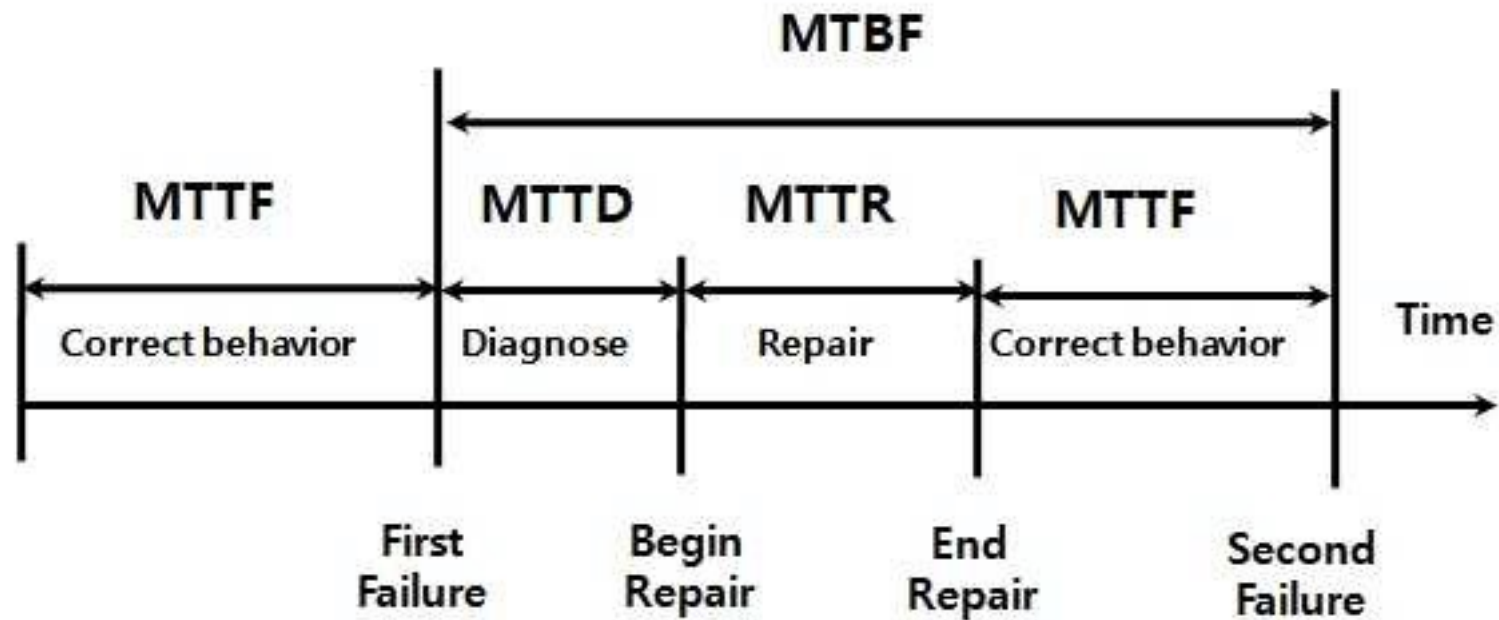 MTBF
MTTF
MTTD
MTTR
MTTF
Correct behavior
Diagnose
Repair
Correct behavior
Time
First
Failure
Begin
Repair
End
Repair
Second
Failure